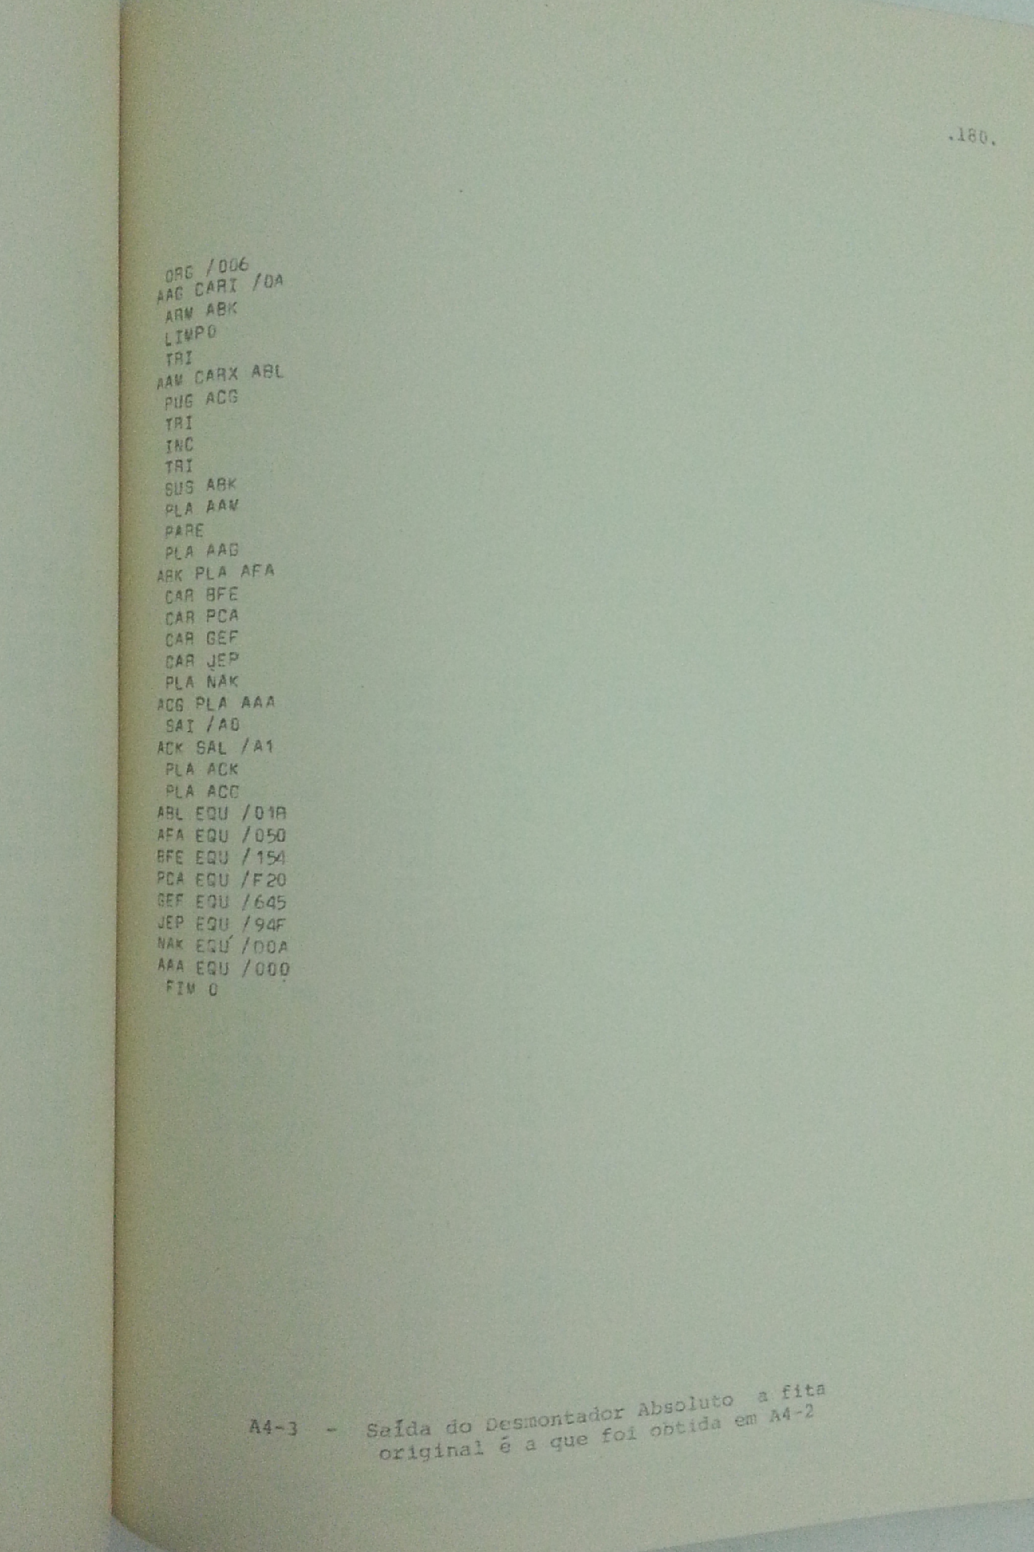 .180.
ORG /006
AAG CARI /0A
ARM ABK
LIMPO
TRI
AAM CARX ABL
PUG ACG
TRI
INC
TRI
SUS ABK
PLA AAM
PARE
PLA AAG
ABK PLA AFA
CAR BFE
CAR PCA
CAR GEF
CAR JEP
PLA NAK
ACG PLA AAA
SAI /A0
ACK SAL /A1
PLA ACK
PLA ACG
ABL EQU /01B
AFA EQU /050
BFE EQU /154
PCA EQU /F20
GEF EQU /645
JEP EQU /94F
NAK EQU /D0A
AAA EQU /000
FIM 0
A4-3 - Saída do Desmontador Absoluto a fita
original é a que foi obtida em A4-2